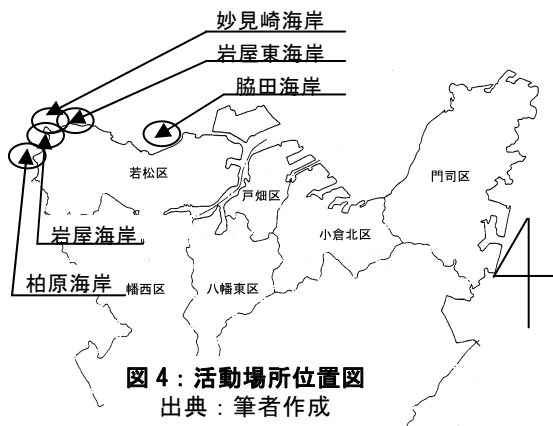 妙見崎海岸
岩屋東海岸
脇田海岸
若松区
戸畑区
門司区
小倉北区
岩屋海岸
柏原海岸
幡西区
八幡東区
図 4：活動場所位置図
出典：筆者作成